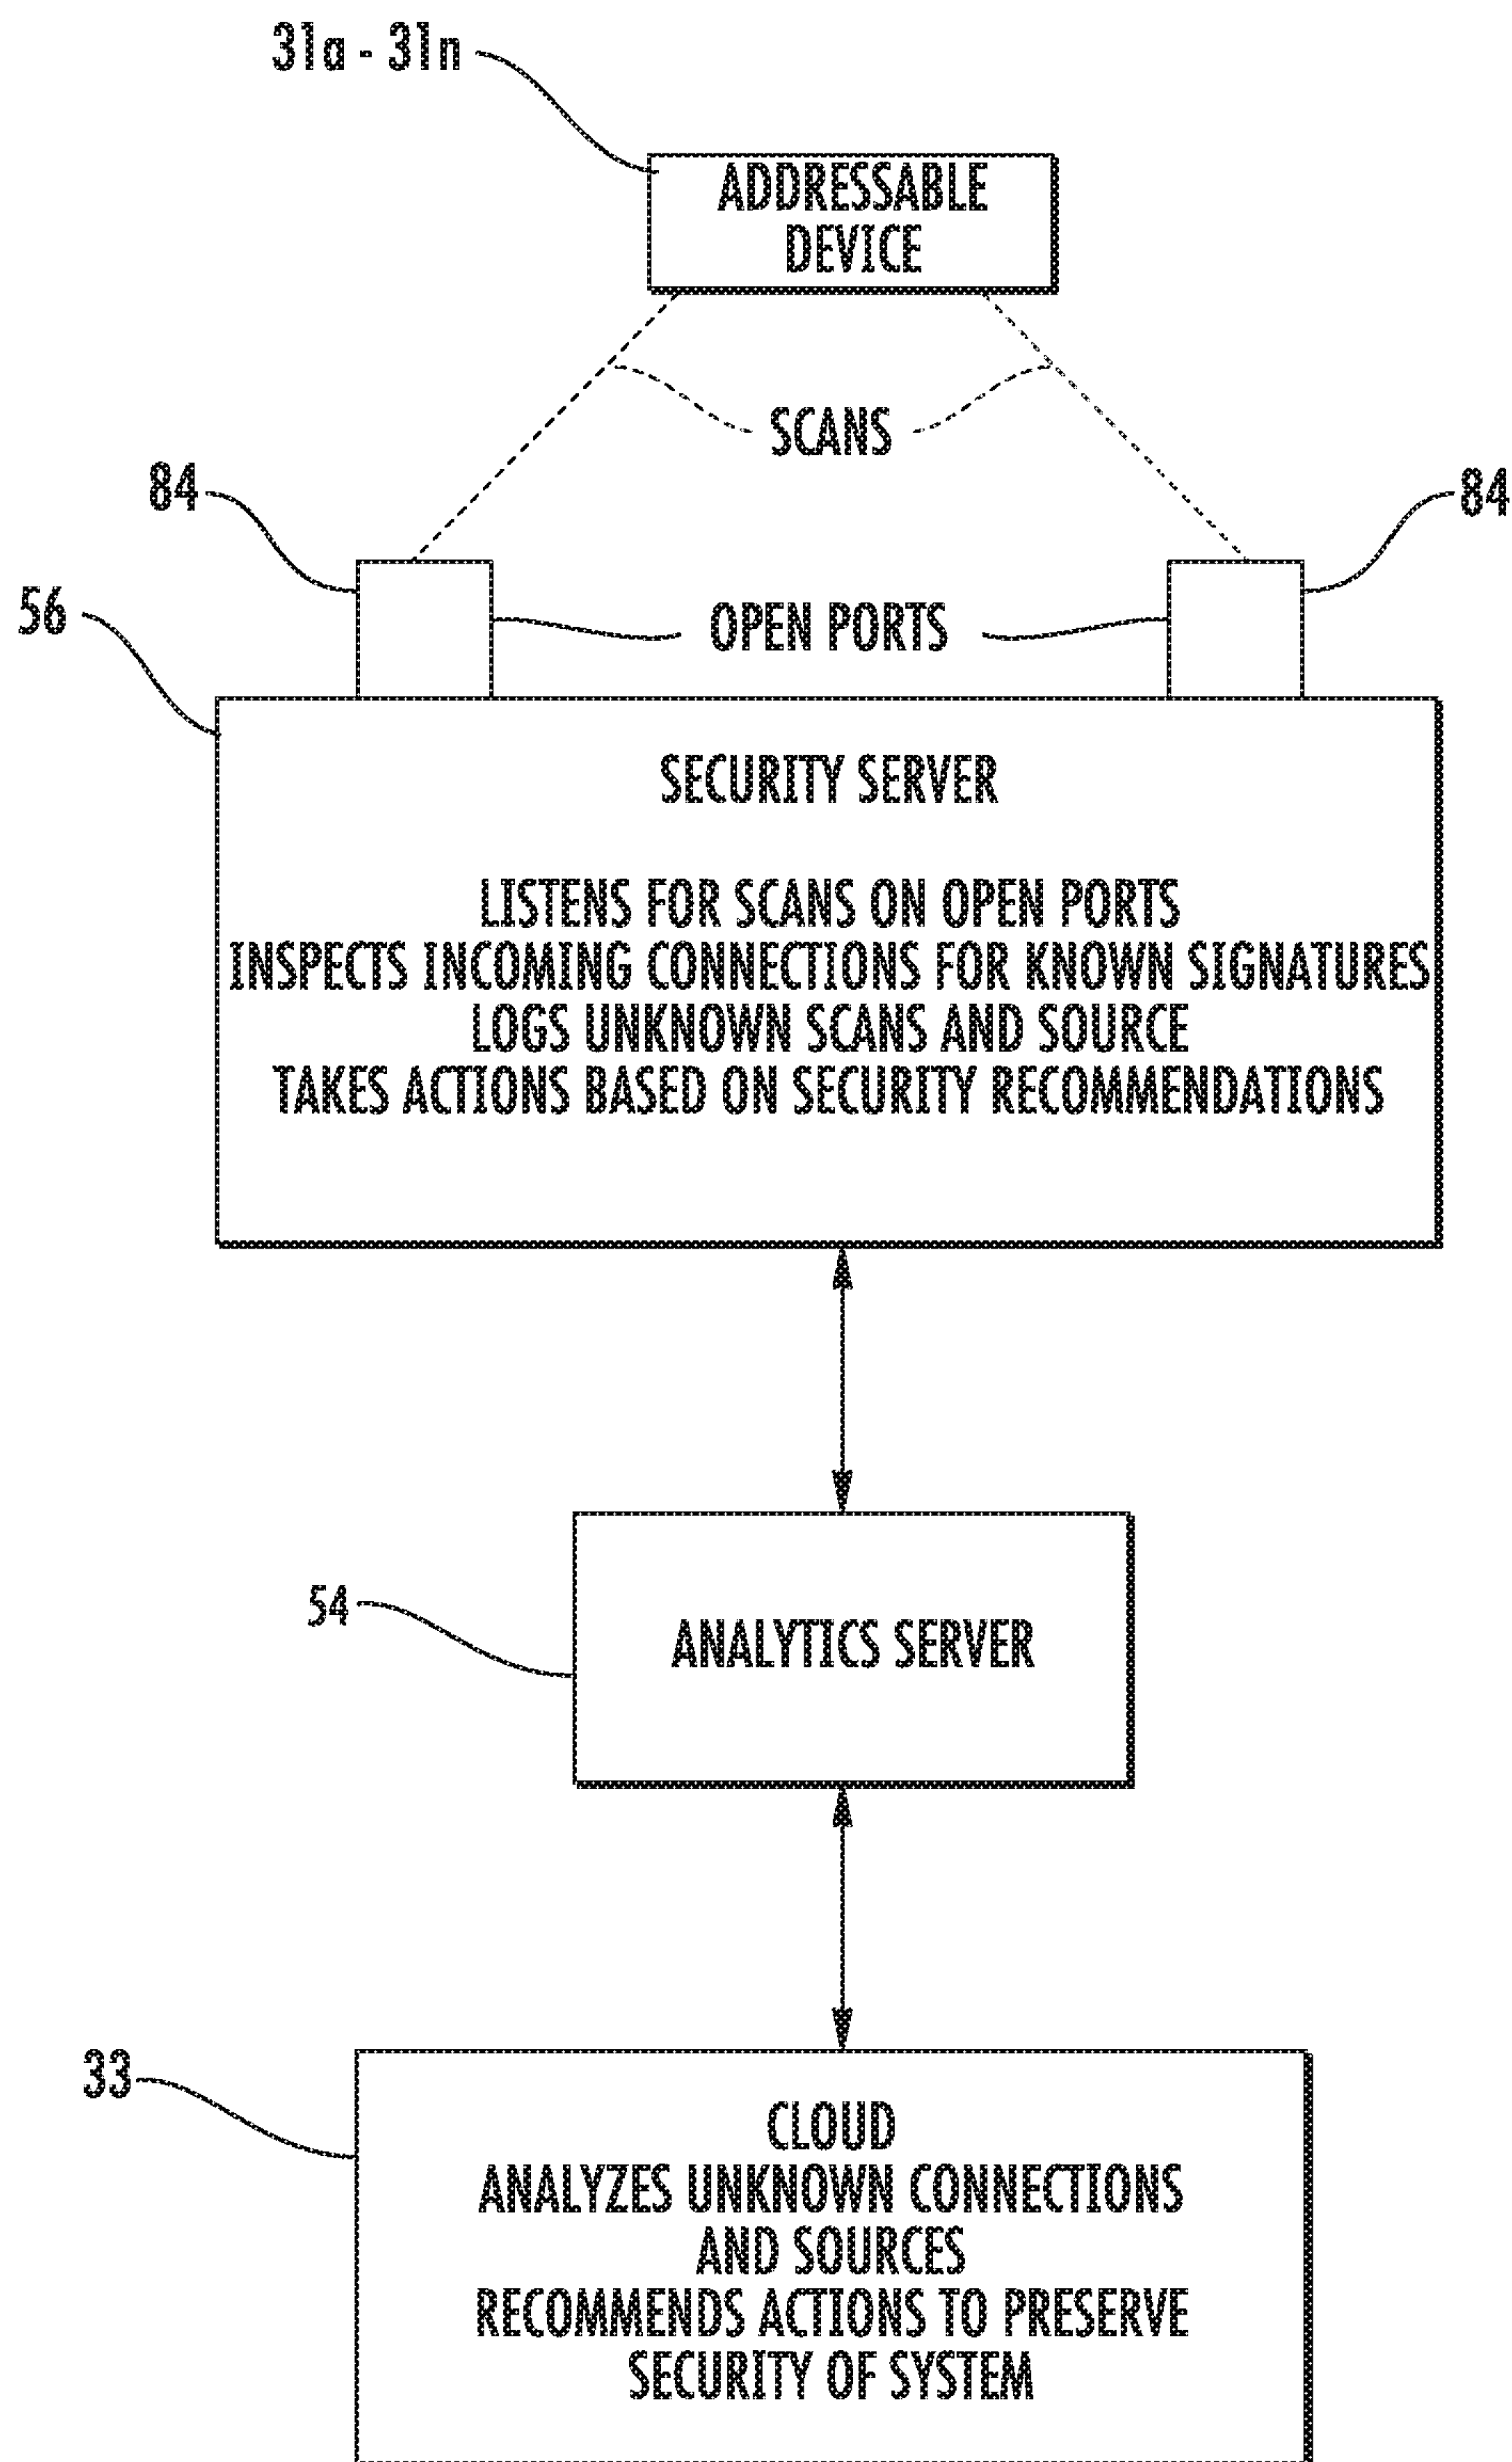 31a - 31n
ADDRESSABLE
DEVICE
SCANS
84
84
56
OPEN PORTS
SECURITY SERVER
LISTENS FOR SCANS ON OPEN PORTS
INSPECTS INCOMING CONNECTIONS FOR KNOWN SIGNATURES
LOGS UNKNOWN SCANS AND SOURCE
TAKES ACTIONS BASED ON SECURITY RECOMMENDATIONS
54
ANALYTICS SERVER
33
CLOUD
ANALYZES UNKNOWN CONNECTIONS
AND SOURCES
RECOMMENDS ACTIONS TO PRESERVE
SECURITY OF SYSTEM